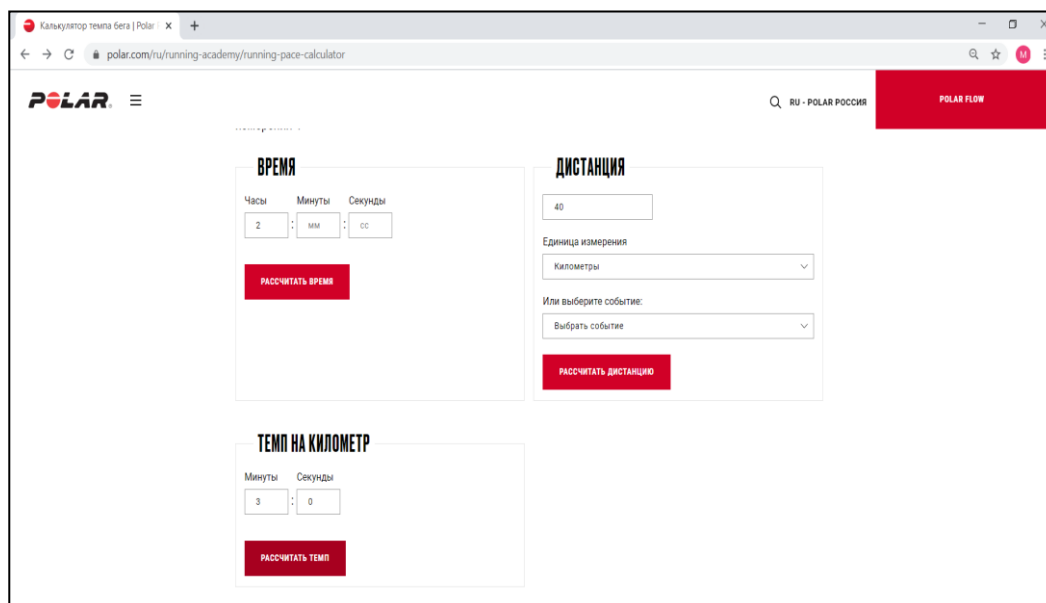 Калькулятор темпа бега | Polar
polar.com/ru/running-academy/running-pace-calculator
M
POLAR
RU - POLAR РОССИЯ
POLAR FLOW
ВРЕМЯ
Часы Минуты Секунды
2 : мм : сс
РАССЧИТАТЬ ВРЕМЯ
ДИСТАНЦИЯ
40
Единица измерения
Километры
Или выберите событие:
Выбрать событие
РАССЧИТАТЬ ДИСТАНЦИЮ
ТЕМП НА КИЛОМЕТР
Минуты Секунды
3 : 0
РАССЧИТАТЬ ТЕМП